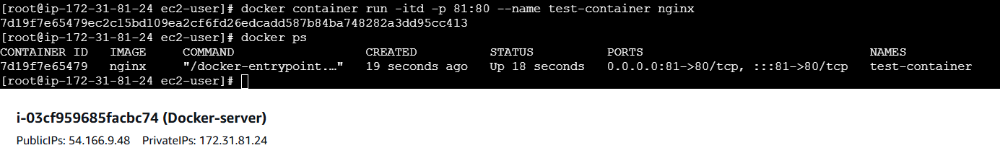 [root@ip-172-31-81-24 ec2-user]# docker container run -itd -p 81:80 --name test-container nginx
7d19f7e65479ec2c15bd109ea2cf6fd26edcadd587b84ba748282a3dd95cc413
[root@ip-172-31-81-24 ec2-user]# docker ps
CONTAINER ID   IMAGE     COMMAND                  CREATED          STATUS          PORTS                               NAMES
7d19f7e65479   nginx     "/docker-entrypoint.…"   19 seconds ago   Up 18 seconds   0.0.0.0:81->80/tcp, :::81->80/tcp   test-container
[root@ip-172-31-81-24 ec2-user]#
i-03cf959685facbc74 (Docker-server)
PublicIPs: 54.166.9.48 PrivateIPs: 172.31.81.24